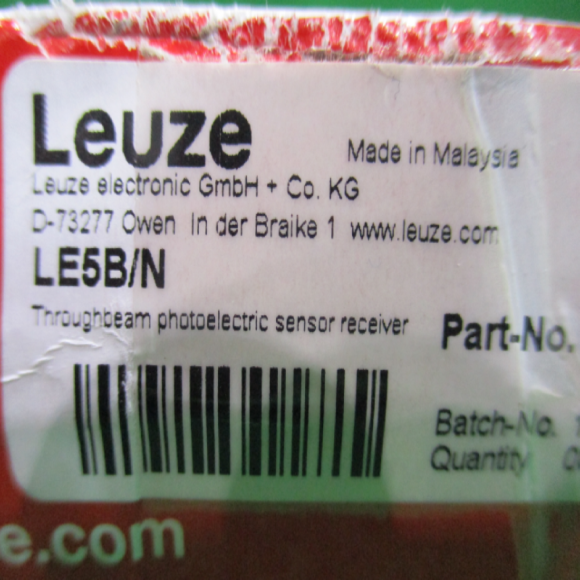 Leuze
Made in Malaysia
Leuze electronic GmbH + Co. KG
D-73277 Owen In der Braike 1 www.leuze.com
LE5B/N
Throughbeam photoelectric sensor receiver
Part-No.
Batch-No.
Quantity
e.com